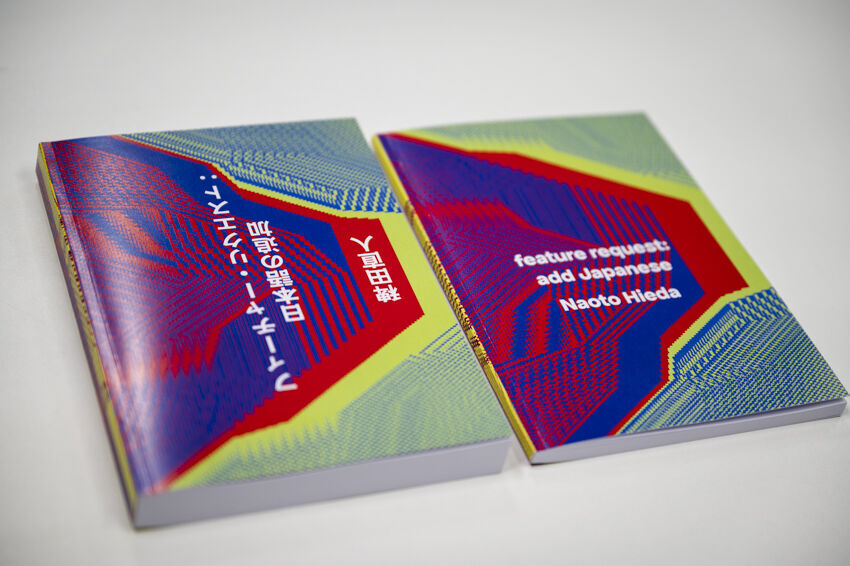 フィーチャー・リクエスト：
日本語の追加
稗田直人
feature request:
add Japanese
Naoto Hieda